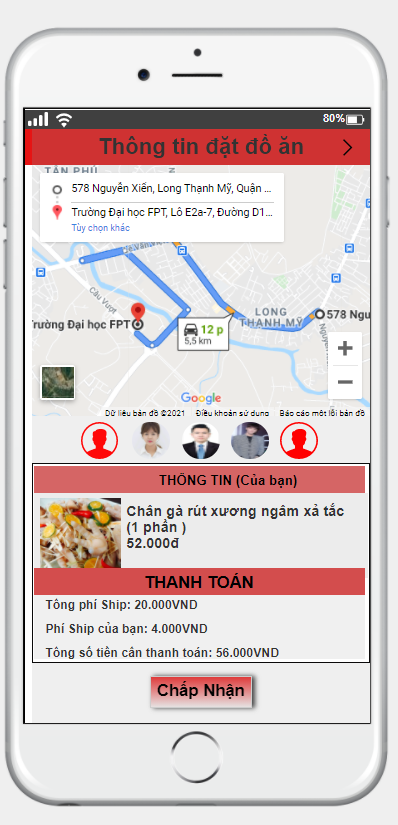 80%
Thông tin đặt đồ ăn
TÂN PHÚ
578 Nguyễn Xiển, Long Thạnh Mỹ, Quận ...
Trường Đại học FPT, Lô E2a-7, Đường D1...
Tùy chọn khác
Cầu Vượt
LONG
THẠNH MỸ
578 Ngu
Trường Đại học FPT
12 p
5,5 km
Google
Dữ liệu bản đồ ©2021 Điều khoản sử dụng Báo cáo một lỗi bản đồ
THÔNG TIN (Của bạn)
Chân gà rút xương ngâm xả tắc
(1 phần )
52.000đ
THANH TOÁN
Tổng phí Ship: 20.000VND
Phí Ship của bạn: 4.000VND
Tổng số tiền cần thanh toán: 56.000VND
Chấp Nhận